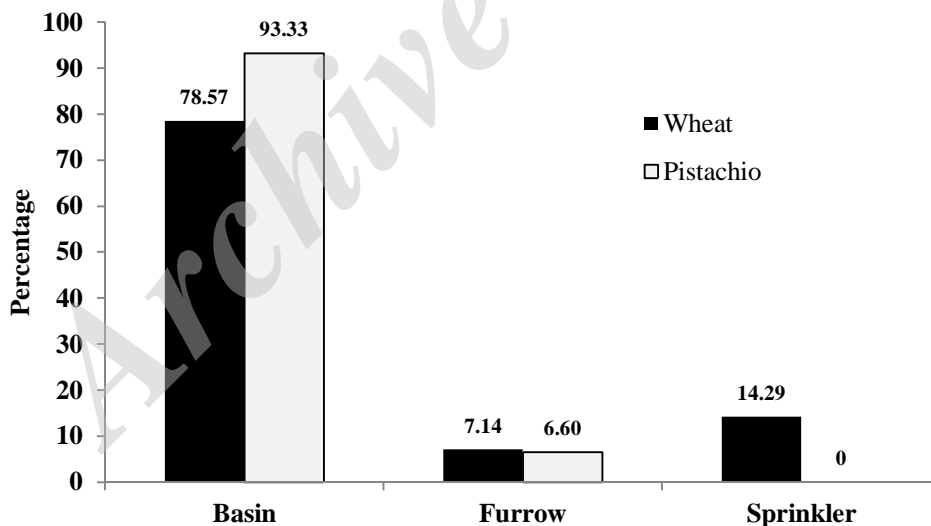 100
90
80
70
60
50
40
30
20
10
0
Percentage
78.57
93.33
7.14
6.60
14.29
0
Wheat
Pistachio
Basin
Furrow
Sprinkler
Archive